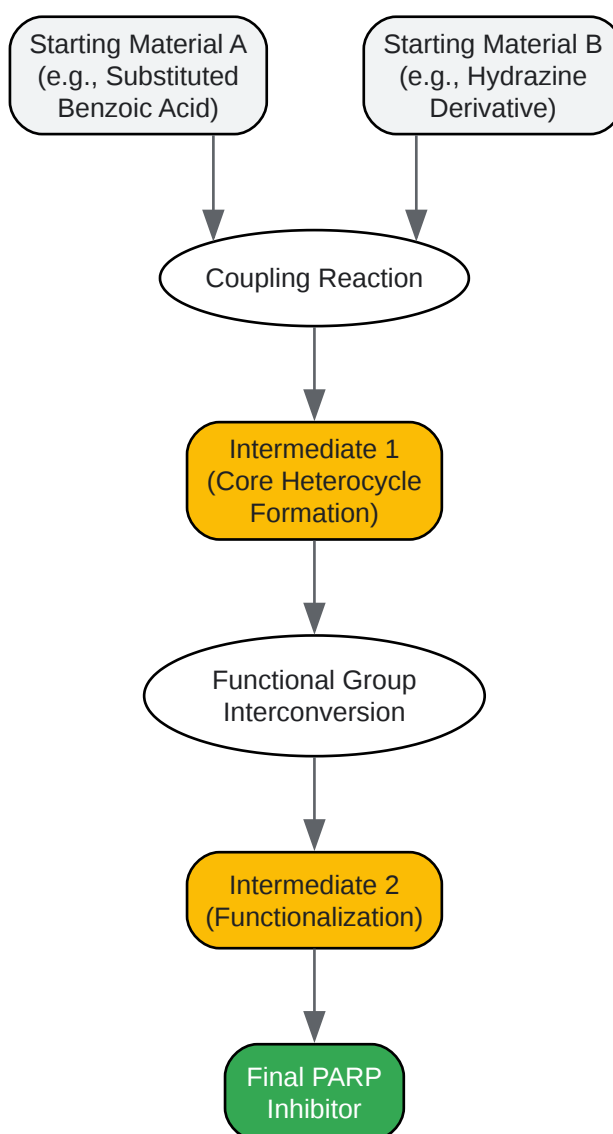 Starting Material A
(e.g., Substituted
Benzoic Acid)
Starting Material B
(e.g., Hydrazine
Derivative)
Coupling Reaction
Intermediate 1
(Core Heterocycle
Formation)
Functional Group
Interconversion
Intermediate 2
(Functionalization)
Final PARP
Inhibitor